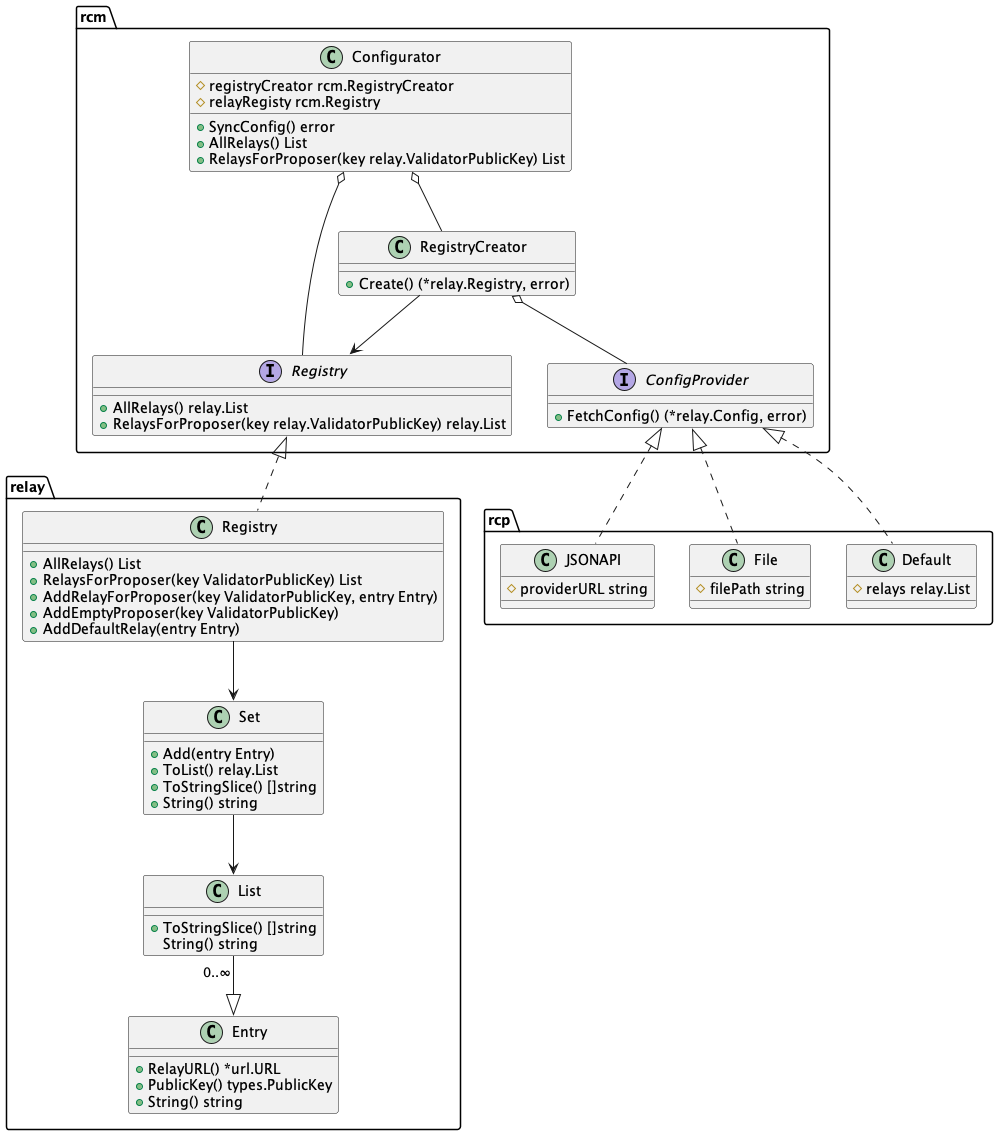 rcm
C Configurator
registryCreator rcm.RegistryCreator
relayRegisty rcm.Registry
SyncConfig() error
AllRelays() List
RelaysForProposer(key relay.ValidatorPublicKey) List
C RegistryCreator
Create() (*relay.Registry, error)
I Registry
AllRelays() relay.List
RelaysForProposer(key relay.ValidatorPublicKey) relay.List
I ConfigProvider
FetchConfig() (*relay.Config, error)
relay
C Registry
AllRelays() List
RelaysForProposer(key ValidatorPublicKey) List
AddRelayForProposer(key ValidatorPublicKey, entry Entry)
AddEmptyProposer(key ValidatorPublicKey)
AddDefaultRelay(entry Entry)
rcp
C JSONAPI
providerURL string
C File
filePath string
C Default
relays relay.List
C Set
Add(entry Entry)
ToList() relay.List
ToStringSlice() []string
String() string
C List
ToStringSlice() []string
String() string
0..∞
C Entry
RelayURL() *url.URL
PublicKey() types.PublicKey
String() string